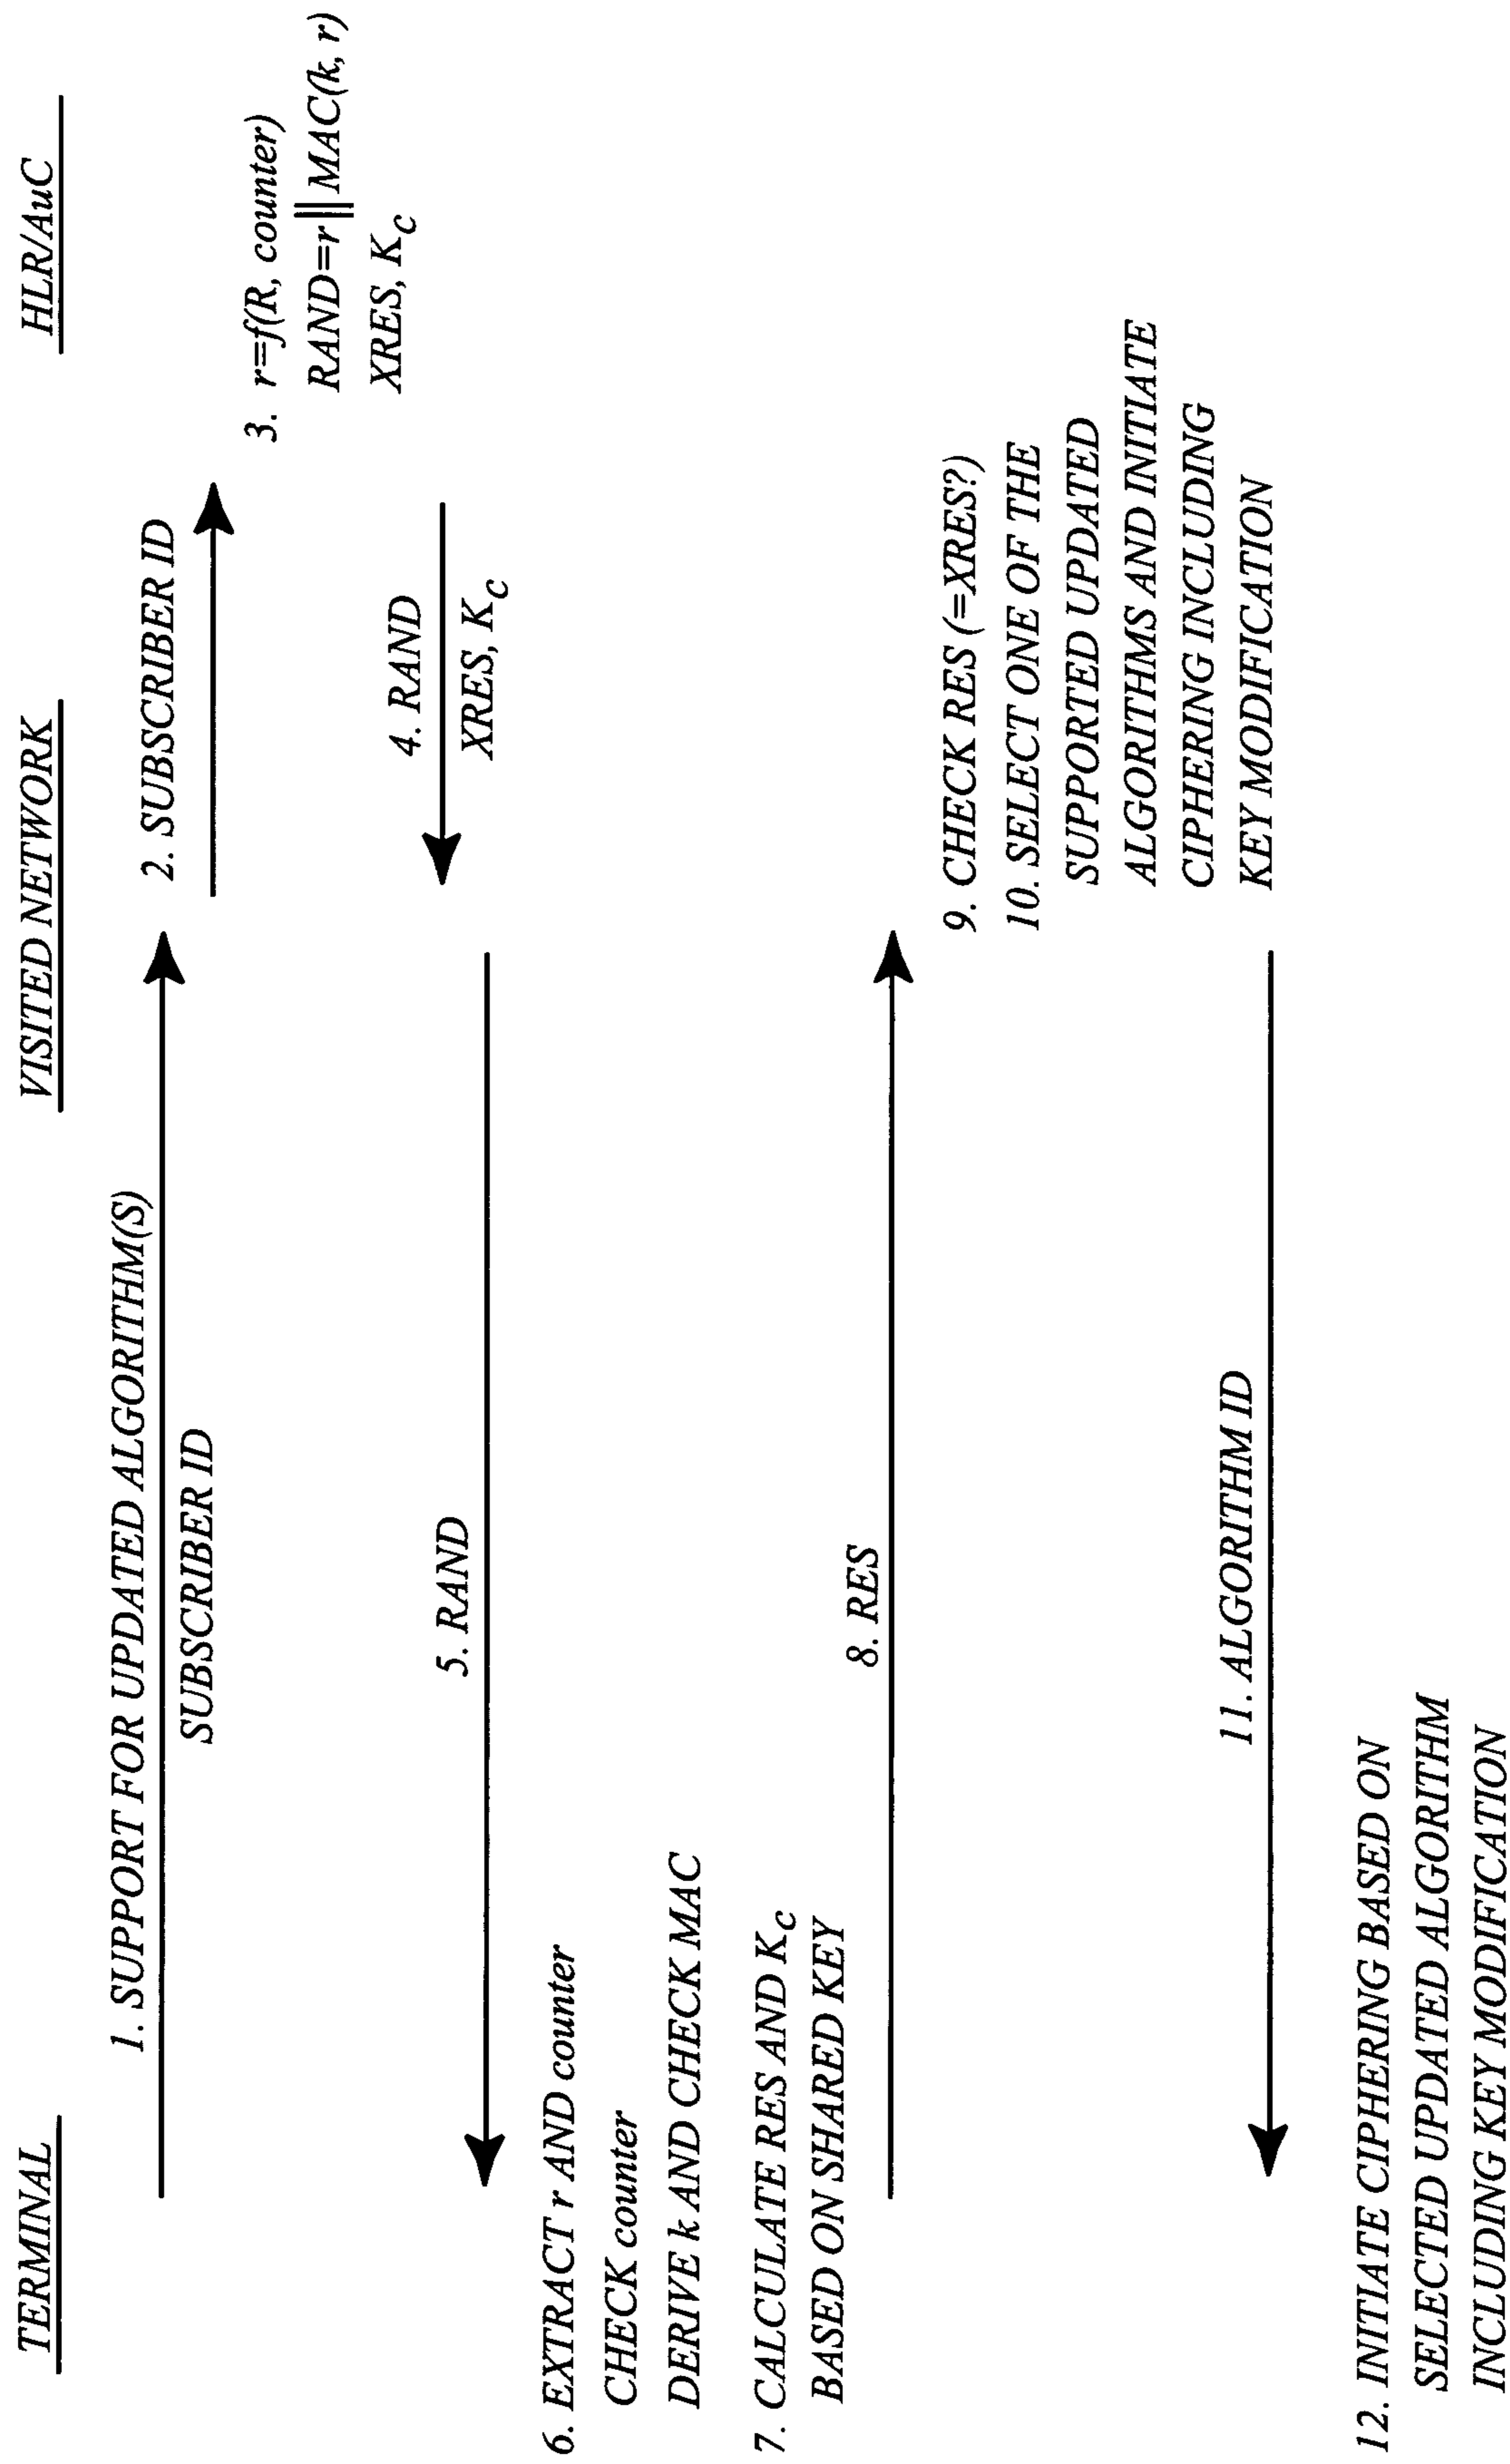 TERMINAL
VISITED NETWORK
HLR/AuC
1. SUPPORT FOR UPDATED ALGORITHM(S)
SUBSCRIBER ID
2. SUBSCRIBER ID
3. r=f(R, counter)
RAND=r || MAC(k, r)
XRES, Kc
4. RAND
XRES, Kc
5. RAND
6. EXTRACT r AND counter
CHECK counter
DERIVE k AND CHECK MAC
7. CALCULATE RES AND Kc
BASED ON SHARED KEY
8. RES
9. CHECK RES (=XRES?)
10. SELECT ONE OF THE
SUPPORTED UPDATED
ALGORITHMS AND INITIATE
CIPHERING INCLUDING
KEY MODIFICATION
11. ALGORITHM ID
12. INITIATE CIPHERING BASED ON
SELECTED UPDATED ALGORITHM
INCLUDING KEY MODIFICATION